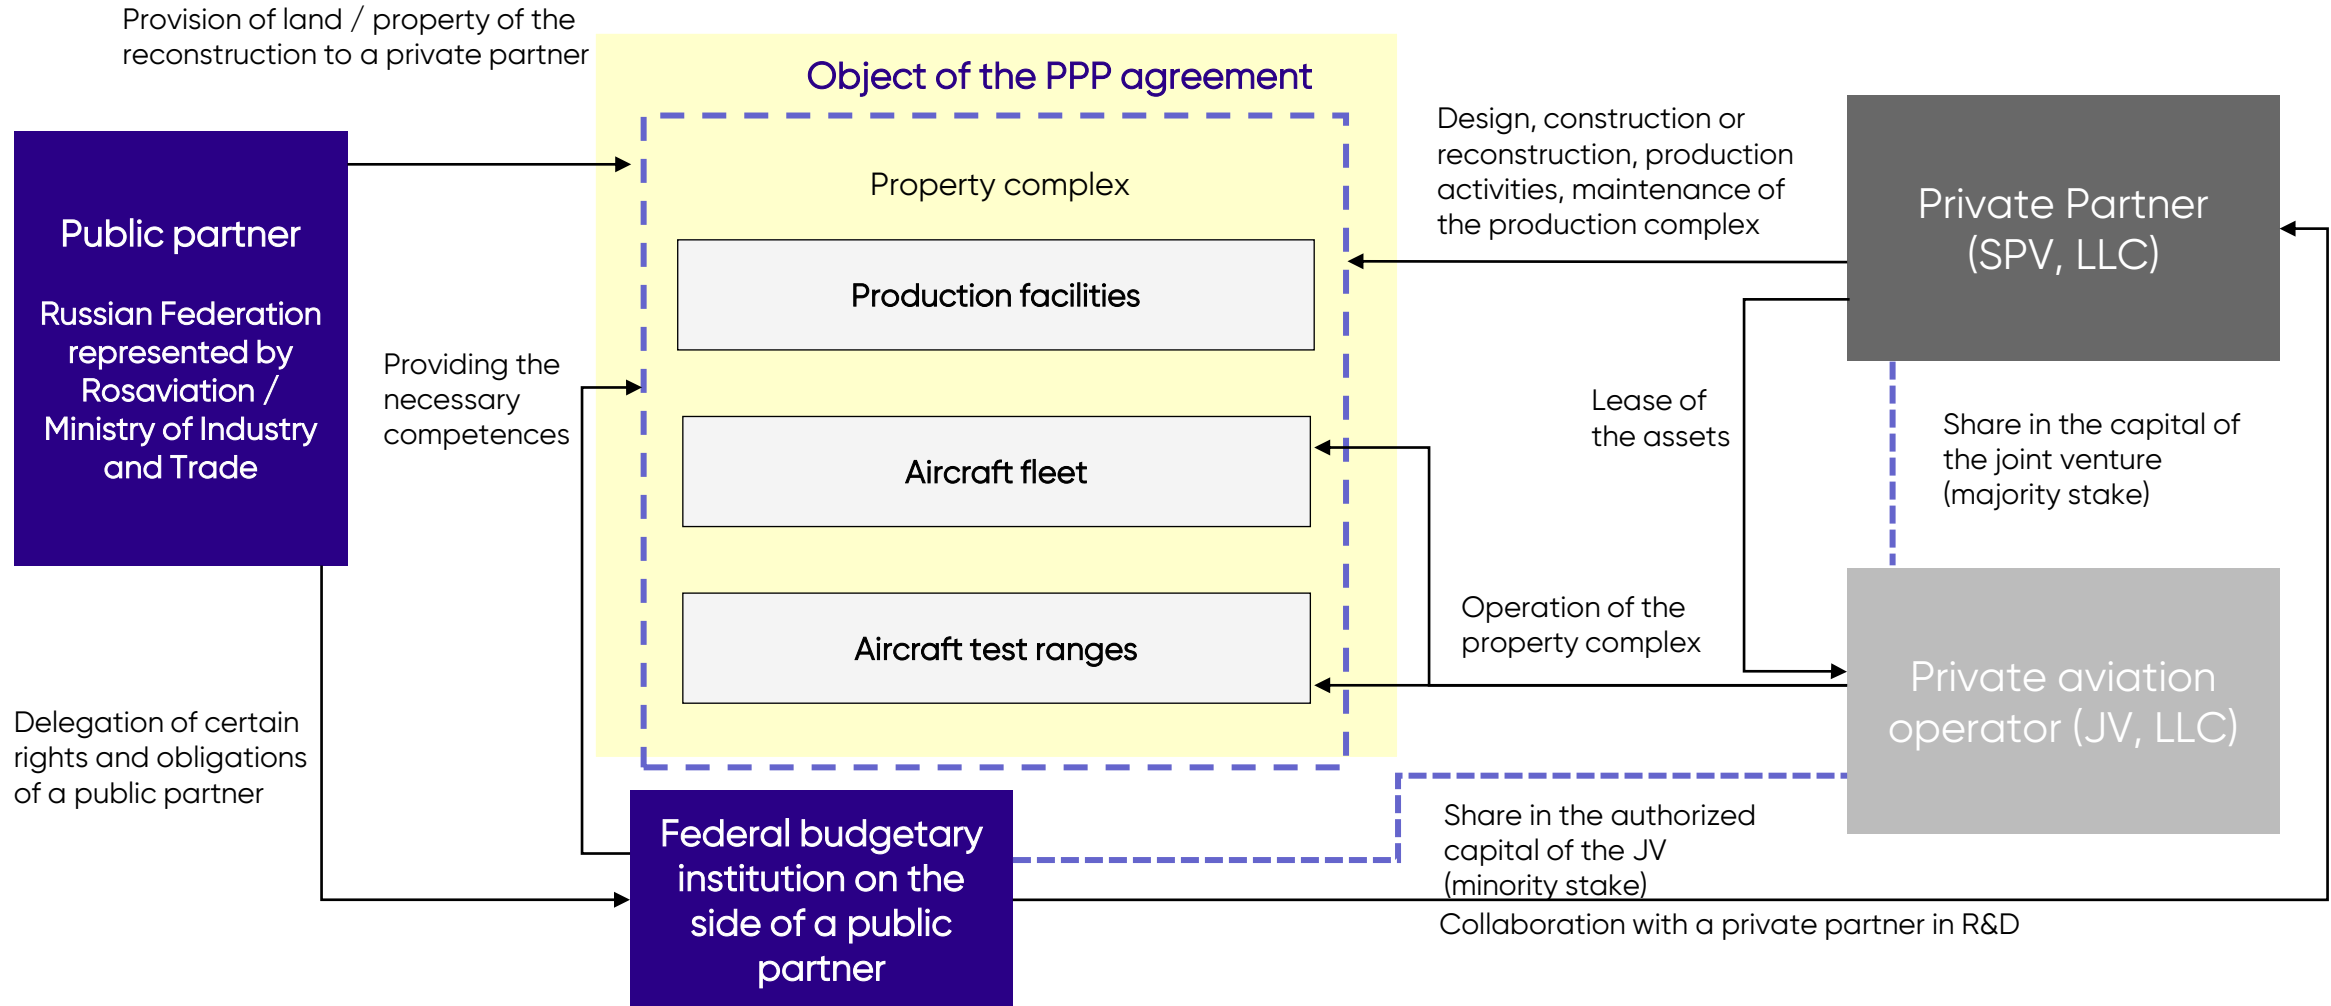 Provision of land / property of the
reconstruction to a private partner
Object of the PPP agreement
Public partner
Russian Federation
represented by
Rosaviation /
Ministry of Industry
and Trade
Property complex
Production facilities
Aircraft fleet
Aircraft test ranges
Design, construction or
reconstruction, production
activities, maintenance of
the production complex
Private Partner
(SPV, LLC)
Providing the
necessary
competences
Lease of
the assets
Share in the capital of
the joint venture
(majority stake)
Operation of the
property complex
Private aviation
operator (JV, LLC)
Delegation of certain
rights and obligations
of a public partner
Federal budgetary
institution on the
side of a public
partner
Share in the authorized
capital of the JV
(minority stake)
Collaboration with a private partner in R&D